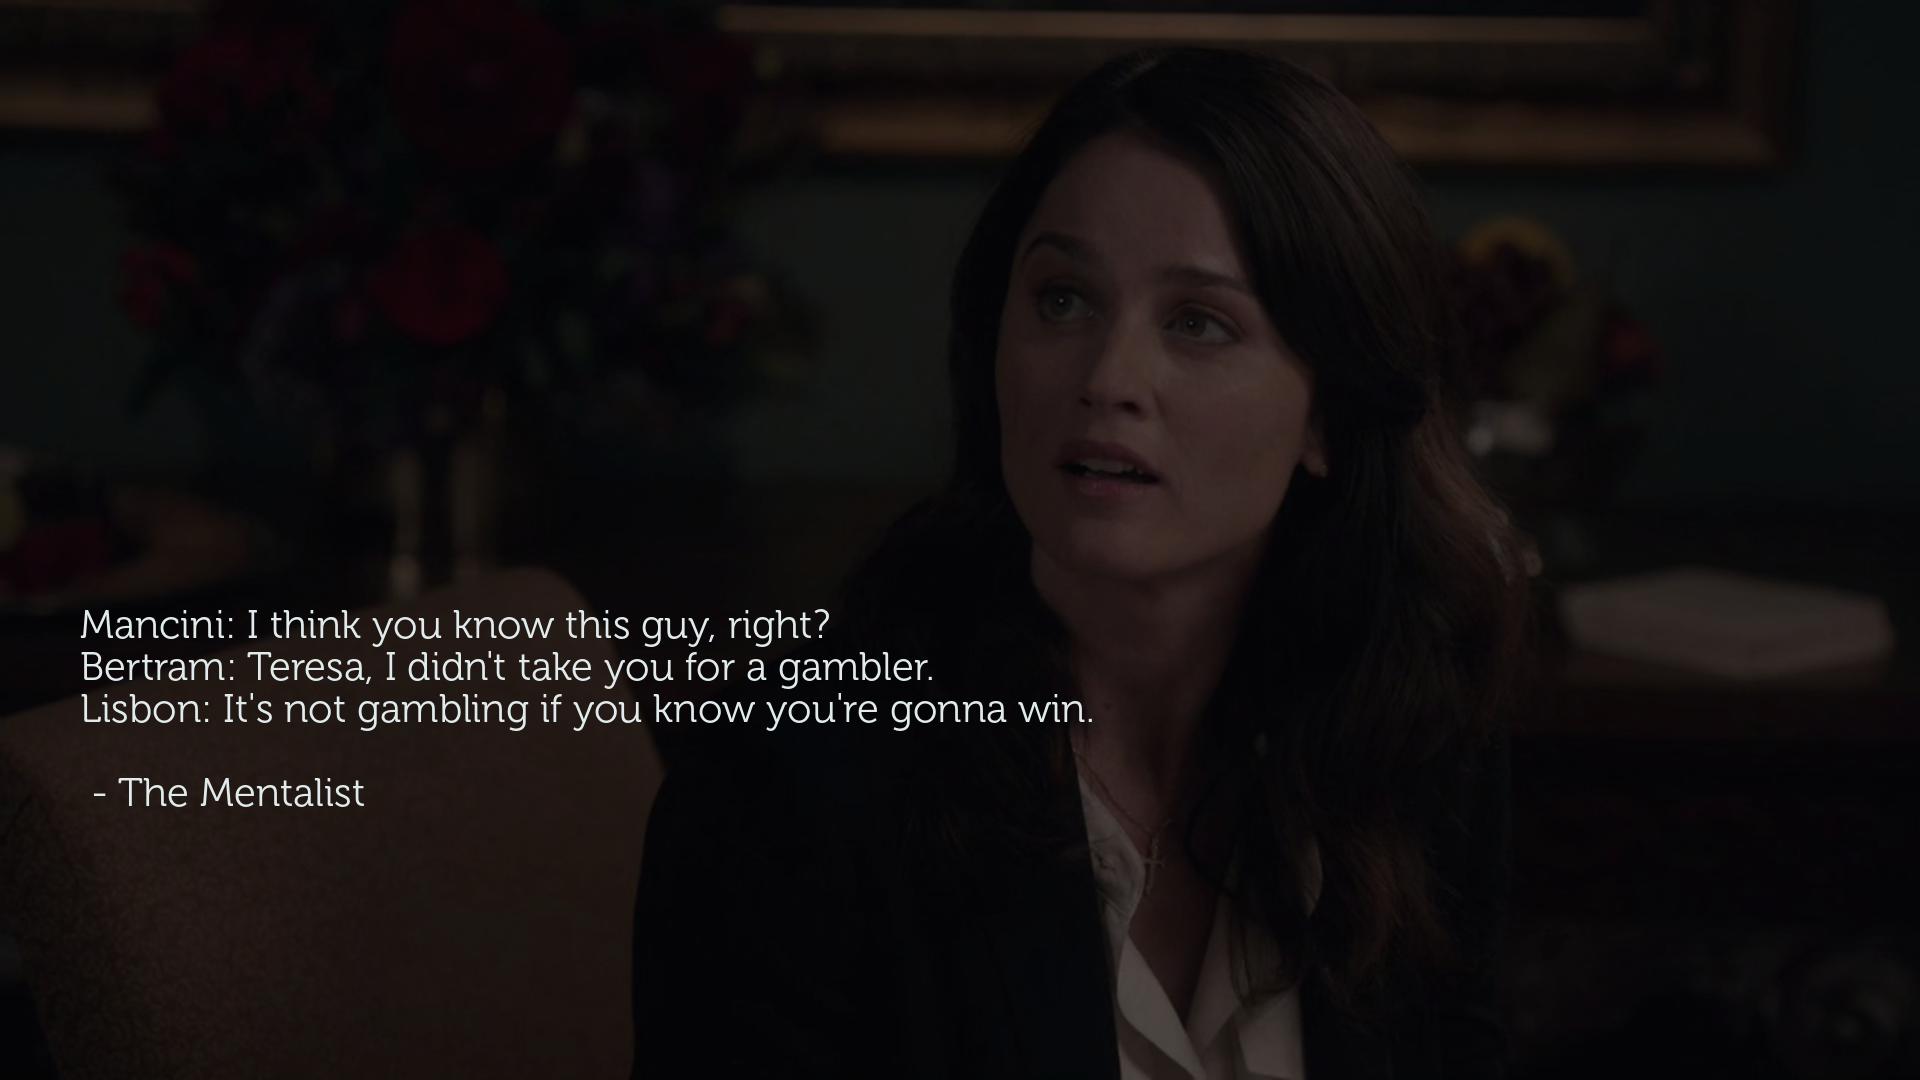 Mancini: I think you know this guy, right?
Bertram: Teresa, I didn't take you for a gambler.
Lisbon: It's not gambling if you know you're gonna win.
- The Mentalist